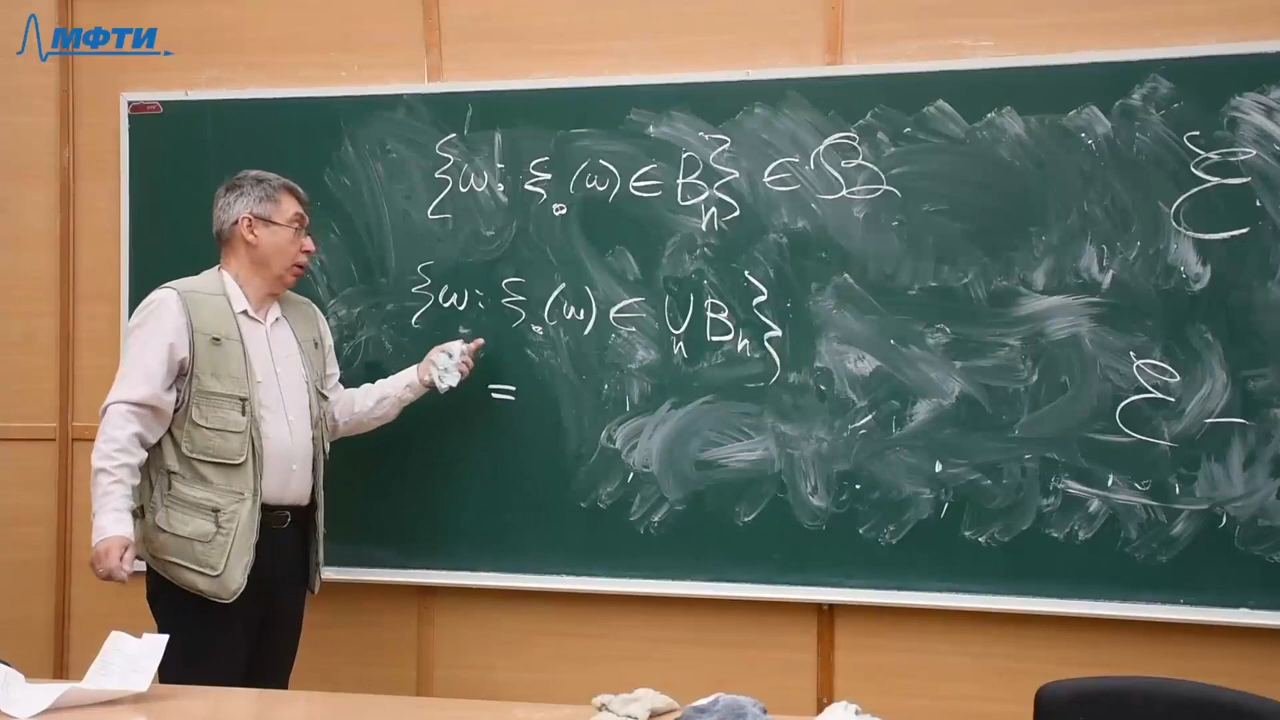 МФТИ
{ω: ξ.(ω) ∈ Bₙ} ∈ ℬ
{ω: ξ.(ω) ∈ ∪ₙ Bₙ}
=
ℰ
ℰ –